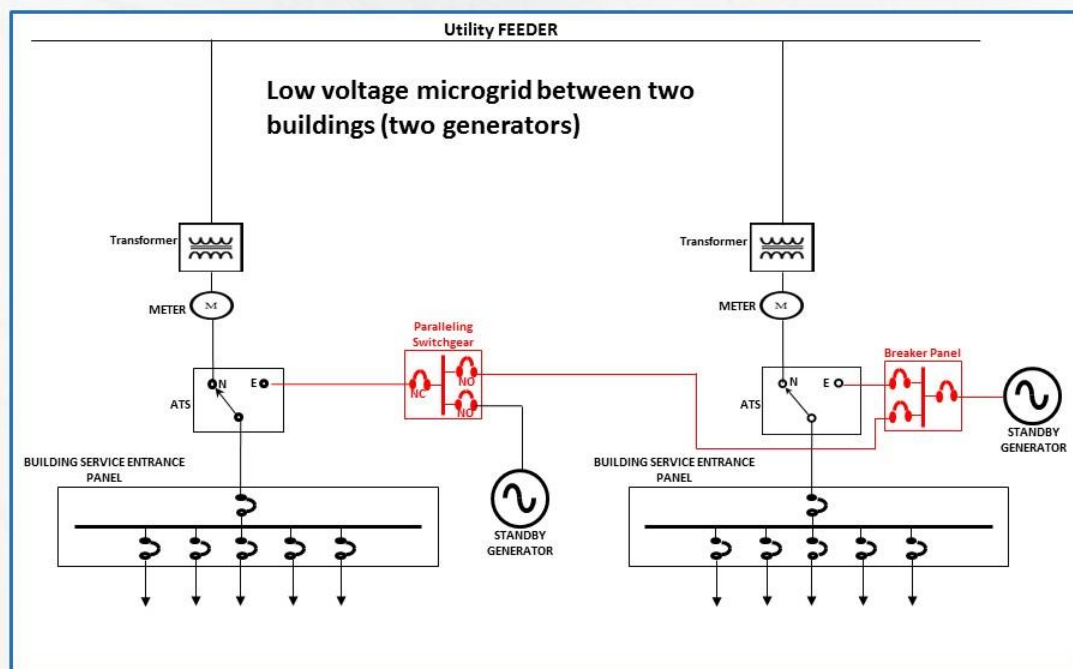 Utility FEEDER
Low voltage microgrid between two
buildings (two generators)
Transformer
Transformer
METER
M
METER
M
Paralleling
Switchgear
Breaker Panel
N
E
NC
NO
NO
N
E
ATS
ATS
STANDBY
GENERATOR
BUILDING SERVICE ENTRANCE
PANEL
BUILDING SERVICE ENTRANCE
PANEL
STANDBY
GENERATOR